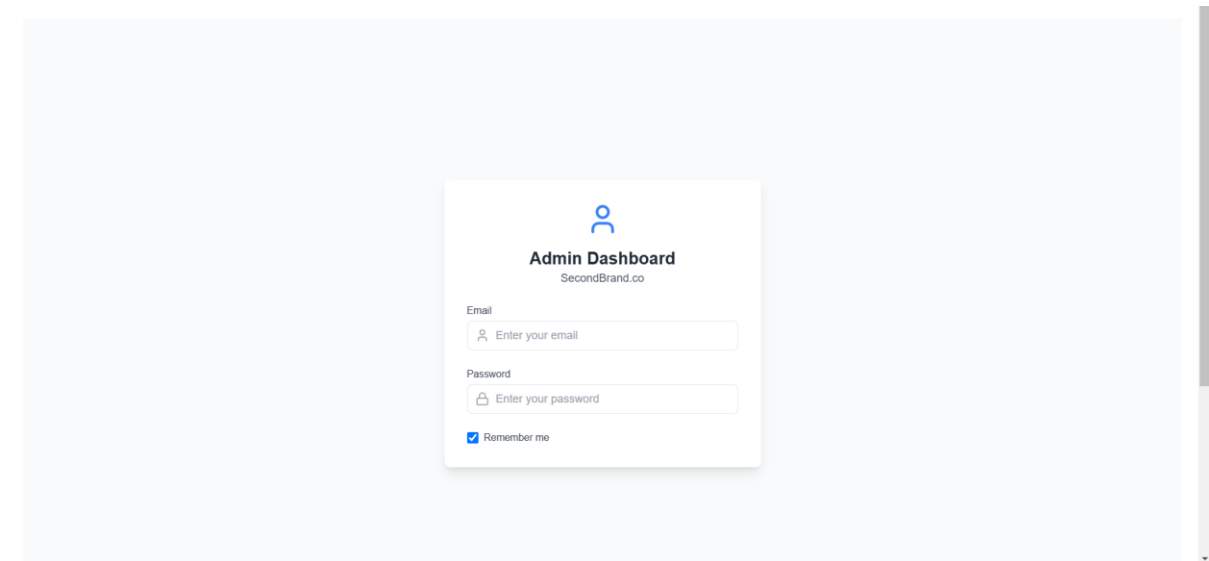 Admin Dashboard
SecondBrand.co
Email
Enter your email
Password
Enter your password
Remember me